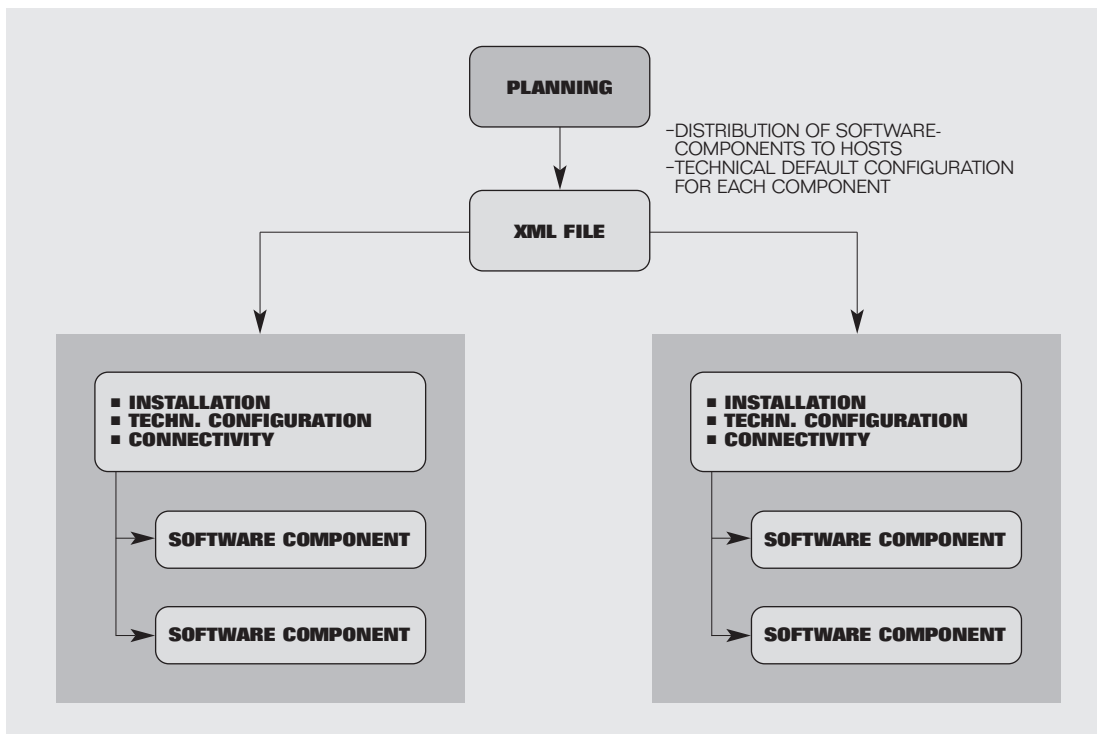 PLANNING
-DISTRIBUTION OF SOFTWARE-
COMPONENTS TO HOSTS
-TECHNICAL DEFAULT CONFIGURATION
FOR EACH COMPONENT
XML FILE
■ INSTALLATION
■ TECHN. CONFIGURATION
■ CONNECTIVITY
SOFTWARE COMPONENT
SOFTWARE COMPONENT
■ INSTALLATION
■ TECHN. CONFIGURATION
■ CONNECTIVITY
SOFTWARE COMPONENT
SOFTWARE COMPONENT